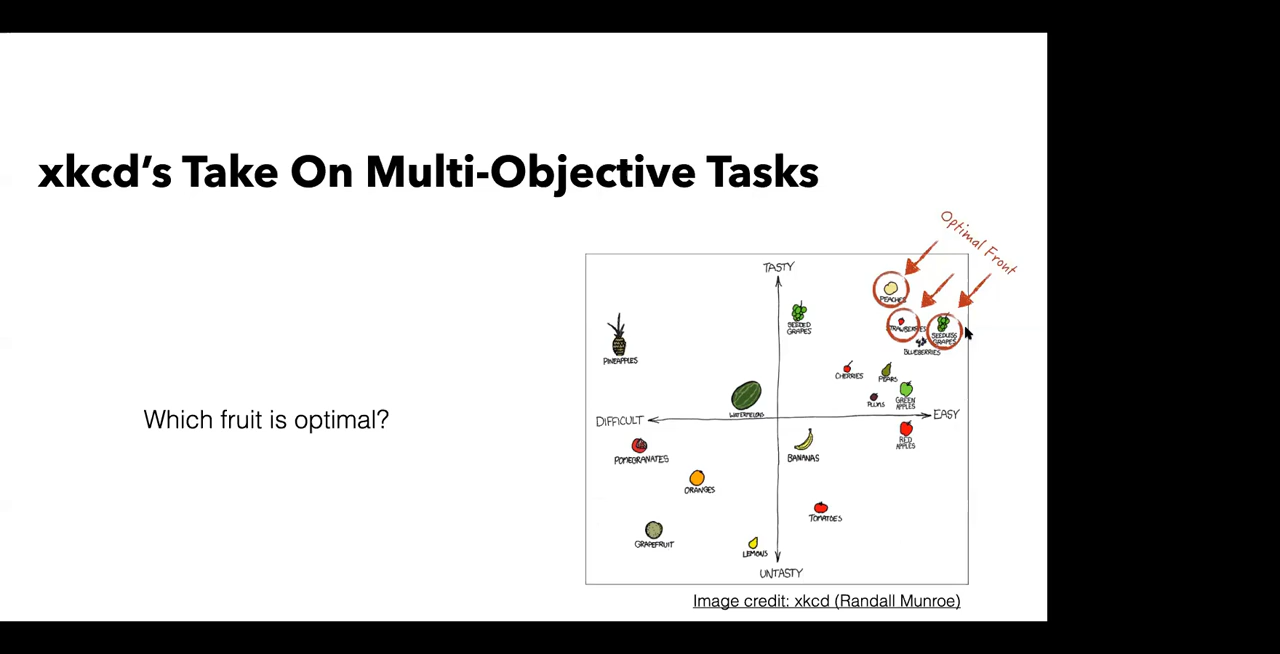 xkcd's Take On Multi-Objective Tasks
Optimal Front
Which fruit is optimal?
TASTY
UNTASTY
DIFFICULT
EASY
PEACHES
SEEDED
GRAPES
STRAWBERRIES
SEEDLESS
GRAPES
BLUEBERRIES
PINEAPPLES
CHERRIES
PEARS
PLUMS
GREEN
APPLES
WATERMELONS
RED
APPLES
POMEGRANATES
BANANAS
ORANGES
TOMATOES
GRAPEFRUIT
LEMONS
Image credit: xkcd (Randall Munroe)